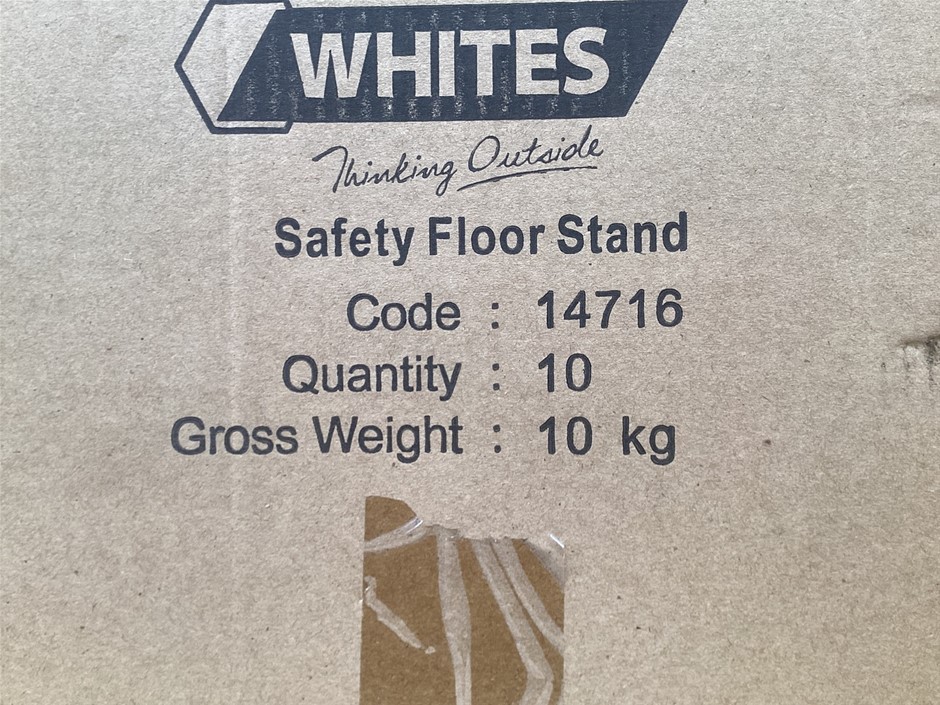 WHITES
Thinking Outside
Safety Floor Stand
Code : 14716
Quantity : 10
Gross Weight : 10 kg